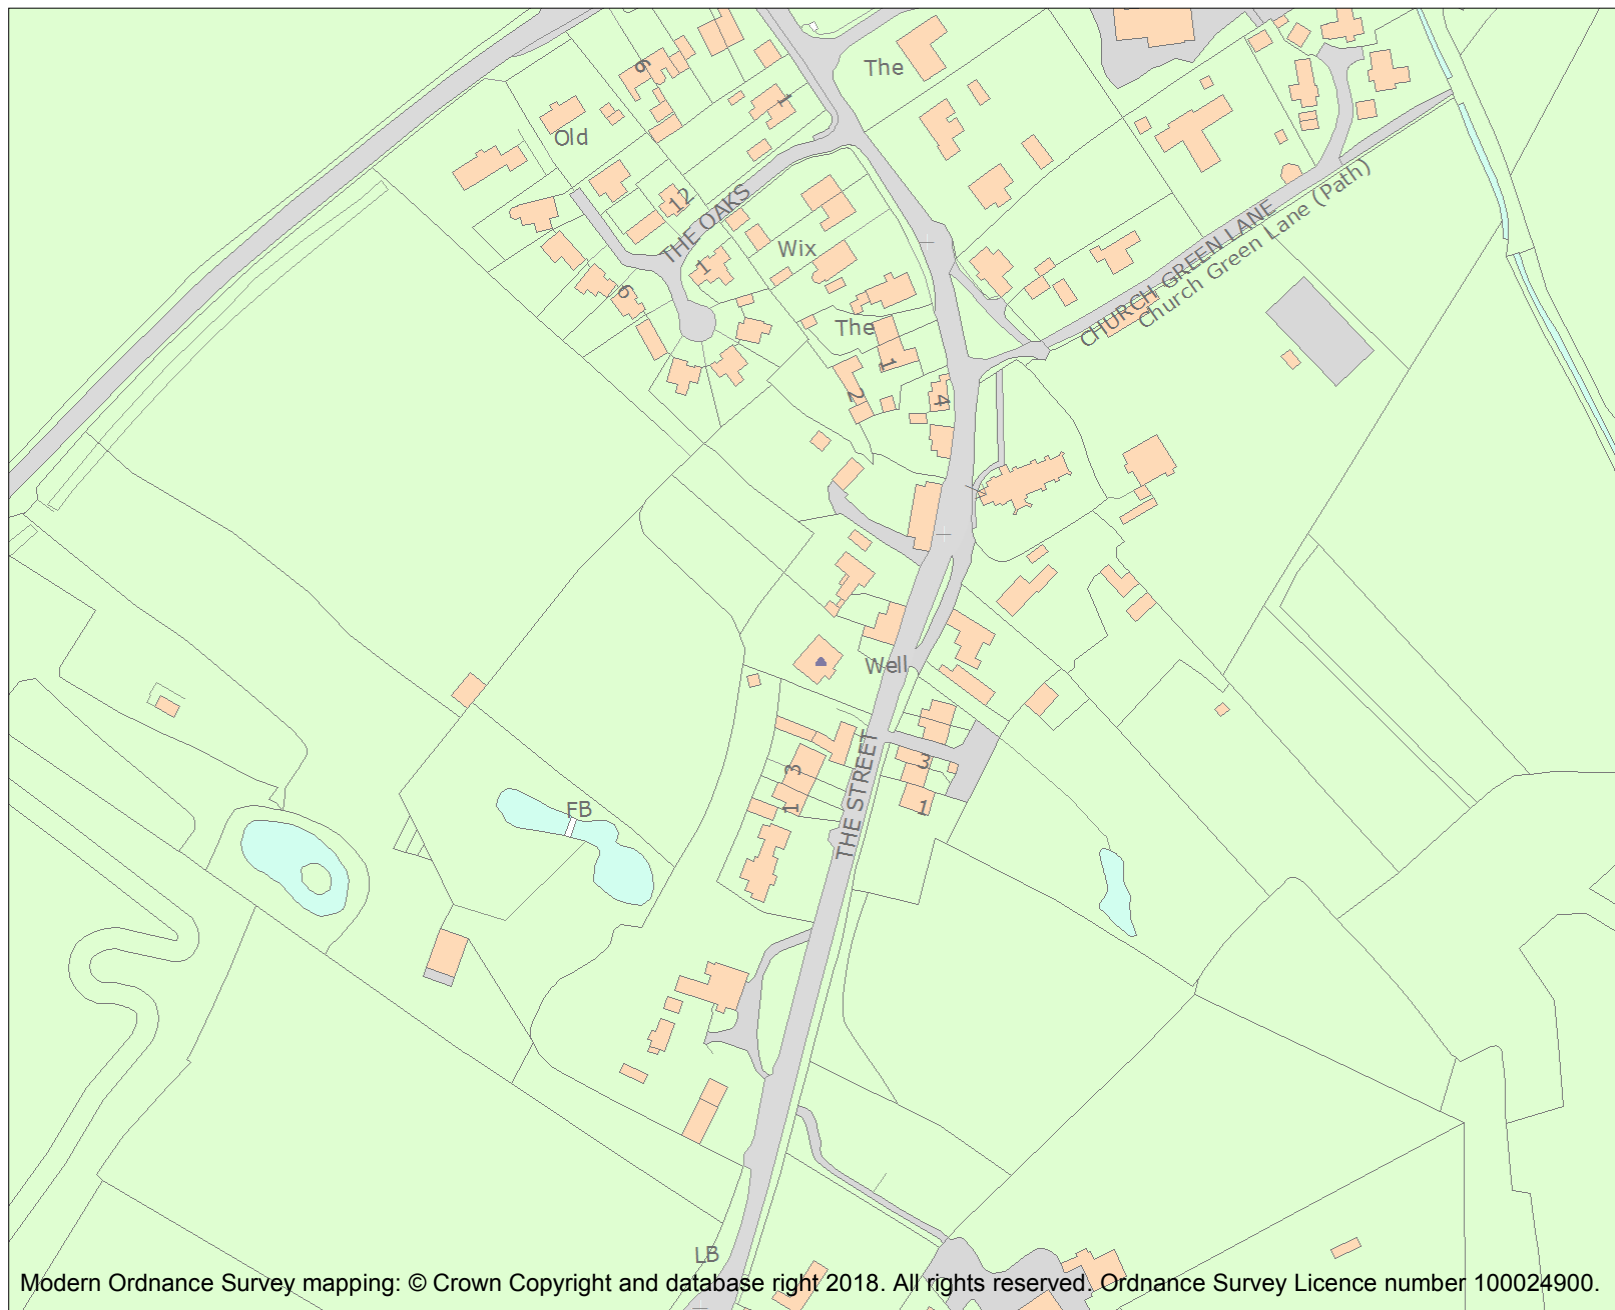 The
6
1
Old
12
THE OAKS
Wix
1
6
CHURCH GREEN LANE
Church Green Lane (Path)
The
1
2
4
Well
THE STREET
3
3
1
1
FB
LB
Modern Ordnance Survey mapping: © Crown Copyright and database right 2018. All rights reserved. Ordnance Survey Licence number 100024900.